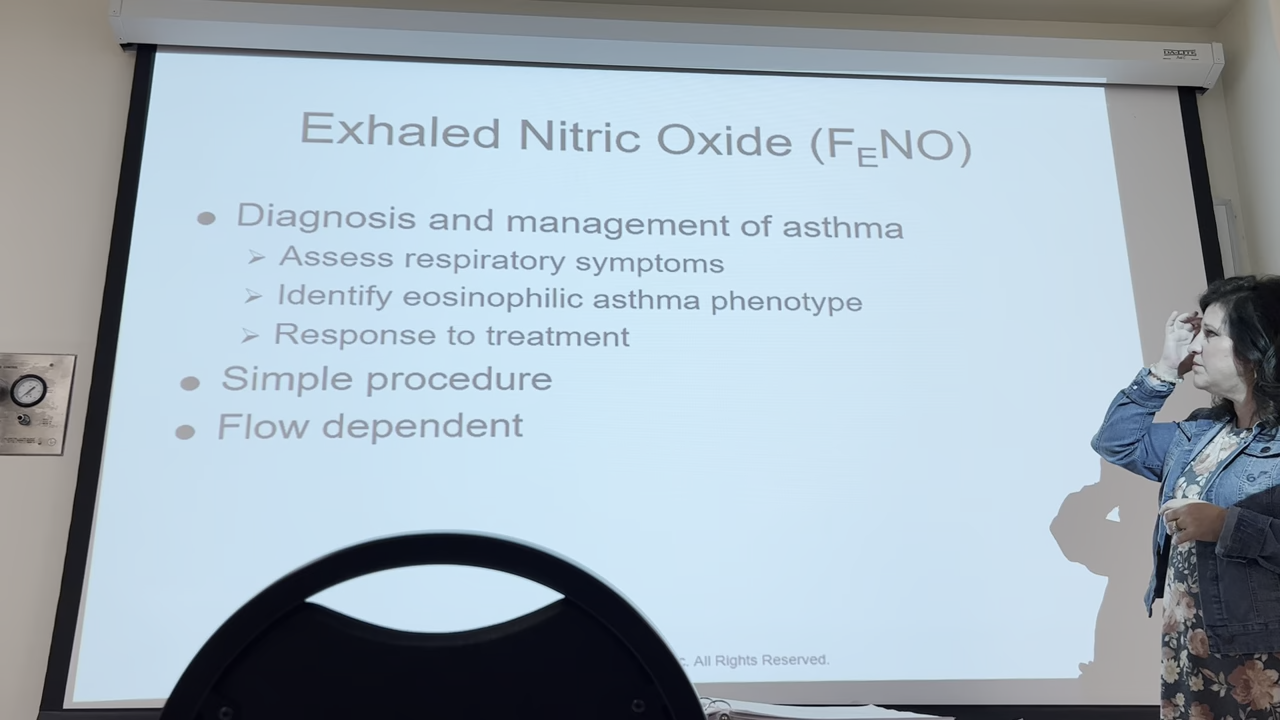 Exhaled Nitric Oxide (FENO)
● Diagnosis and management of asthma
➢ Assess respiratory symptoms
➢ Identify eosinophilic asthma phenotype
➢ Response to treatment
● Simple procedure
● Flow dependent
c. All Rights Reserved.